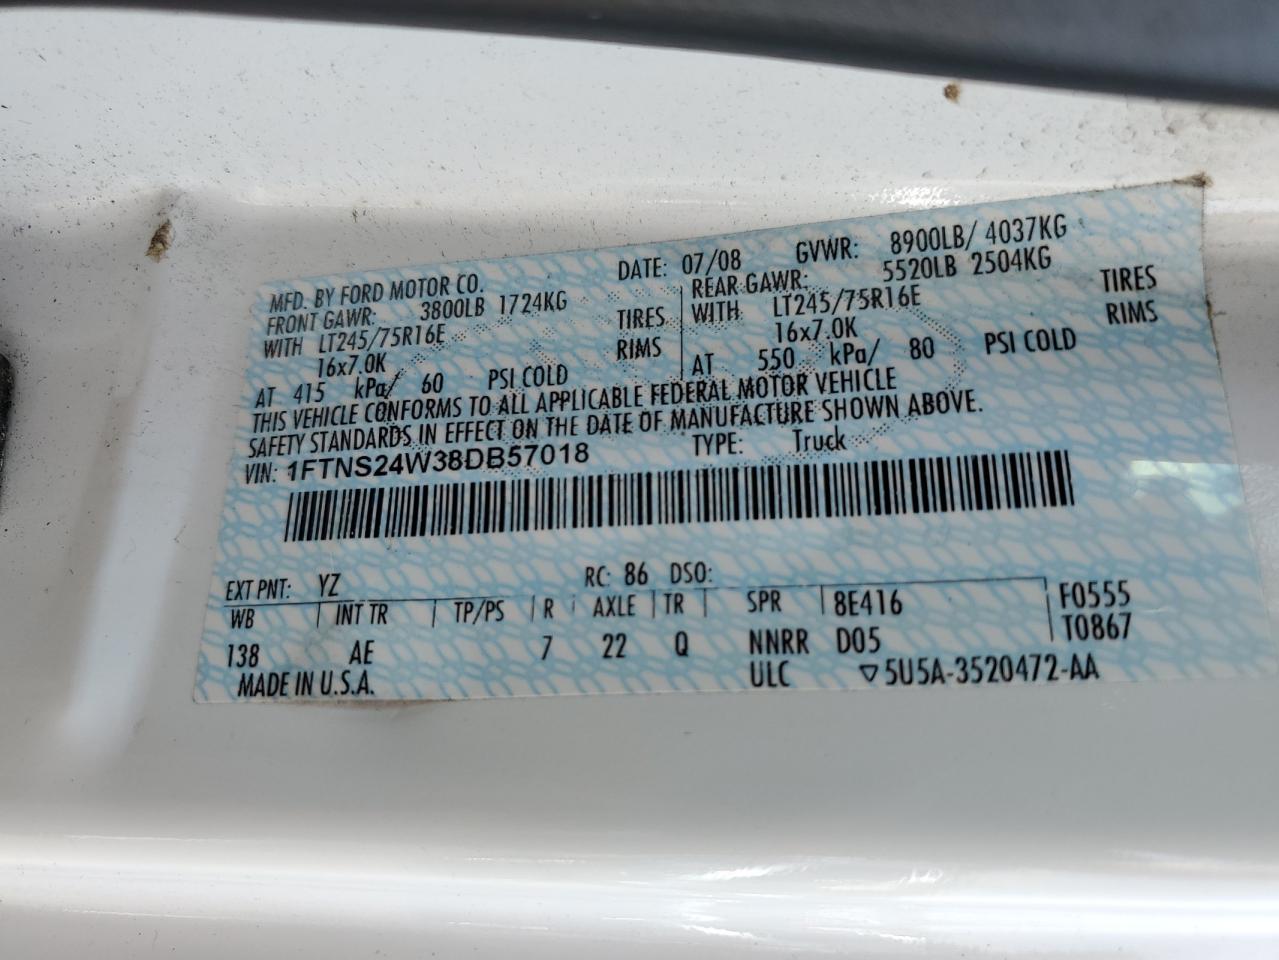 MFD. BY FORD MOTOR CO. DATE: 07/08 GVWR: 8900LB/ 4037KG
FRONT GAWR: 3800LB 1724KG REAR GAWR: 5520LB 2504KG
WITH LT245/75R16E TIRES WITH LT245/75R16E TIRES
16x7.0K RIMS 16x7.0K RIMS
AT 415 kPa/ 60 PSI COLD AT 550 kPa/ 80 PSI COLD
THIS VEHICLE CONFORMS TO ALL APPLICABLE FEDERAL MOTOR VEHICLE
SAFETY STANDARDS IN EFFECT ON THE DATE OF MANUFACTURE SHOWN ABOVE.
VIN: 1FTNS24W38DB57018 TYPE: Truck
EXT PNT: YZ RC: 86 DSO:
WB INT TR TP/PS R AXLE TR SPR 8E416 F0555
138 AE 7 22 Q NNRR D05 T0867
MADE IN U.S.A. ULC ▽5U5A-3520472-AA